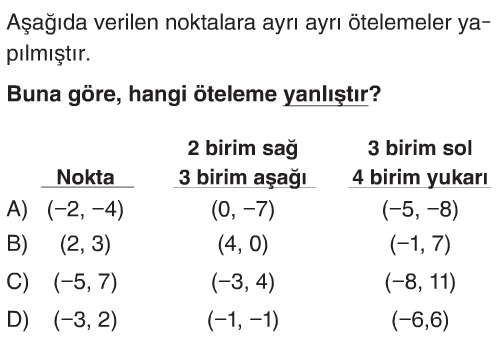 Aşağıda verilen noktalara ayrı ayrı ötelemeler ya-
pılmıştır.
Buna göre, hangi öteleme yanlıştır?
2 birim sağ 3 birim sol
Nokta 3 birim aşağı 4 birim yukarı
A) (−2, −4) (0, −7) (−5, −8)
B) (2, 3) (4, 0) (−1, 7)
C) (−5, 7) (−3, 4) (−8, 11)
D) (−3, 2) (−1, −1) (−6,6)